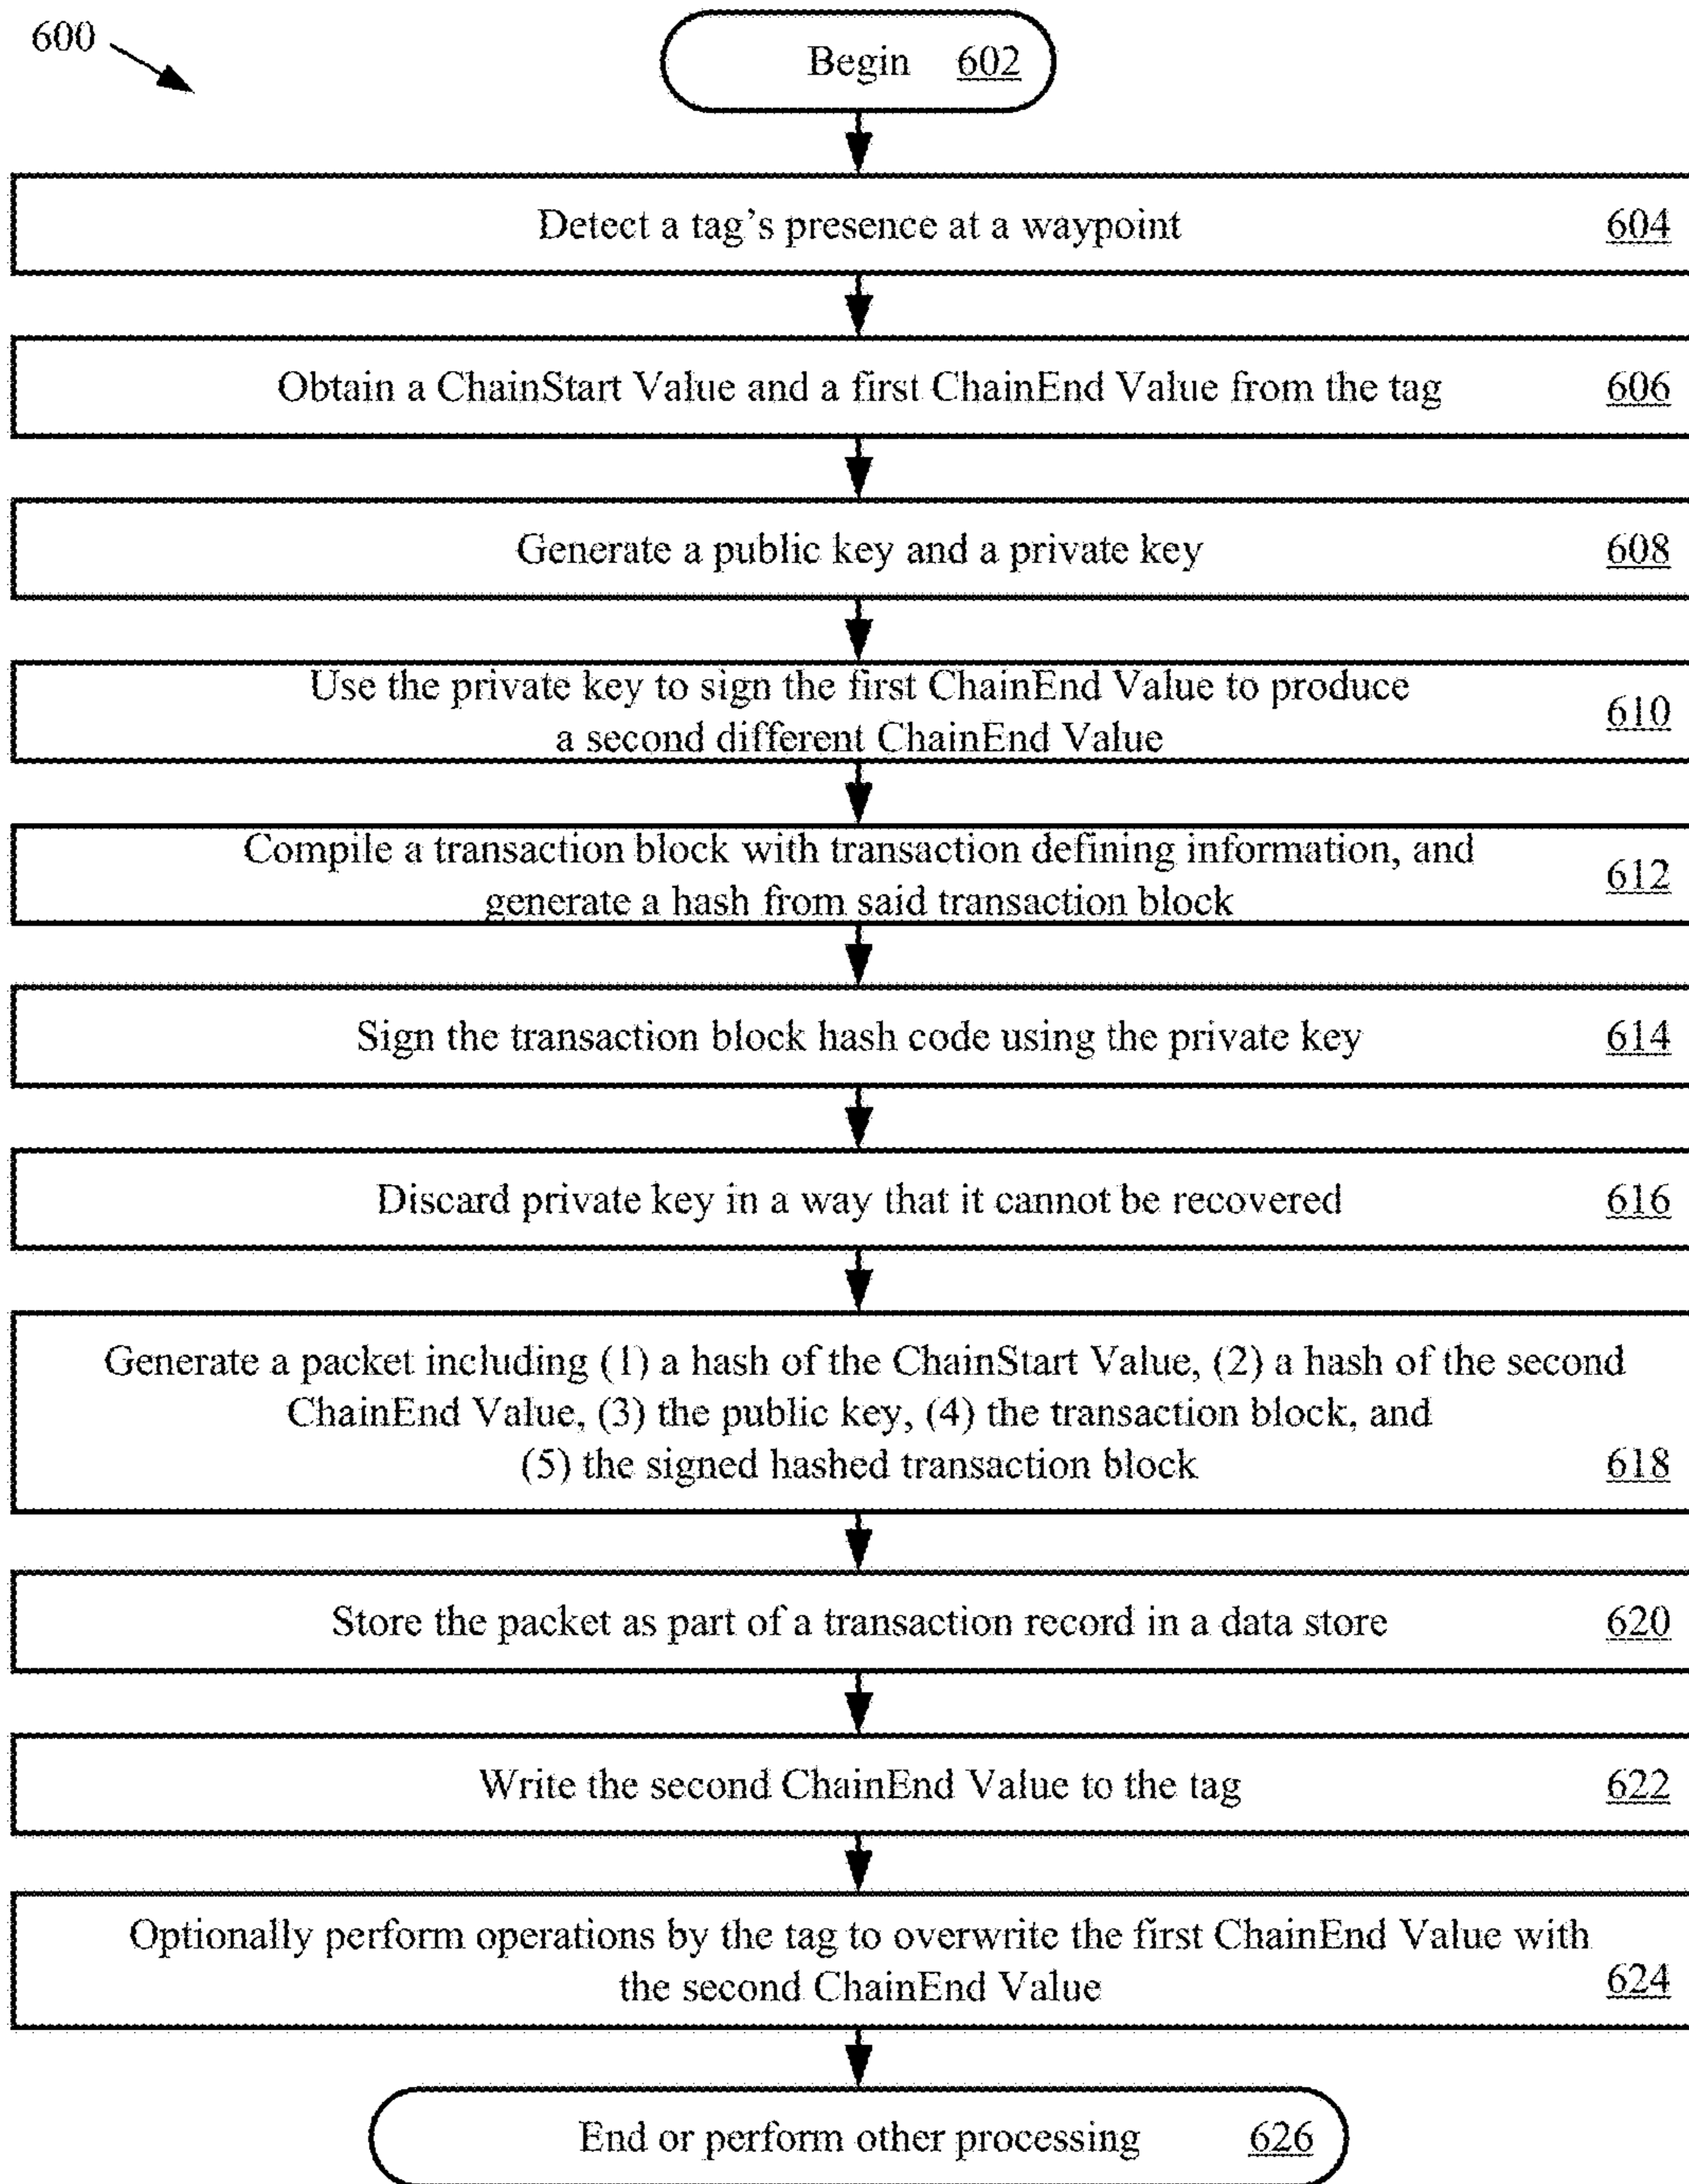 600
Begin 602
Detect a tag's presence at a waypoint 604
Obtain a ChainStart Value and a first ChainEnd Value from the tag 606
Generate a public key and a private key 608
Use the private key to sign the first ChainEnd Value to produce
a second different ChainEnd Value 610
Compile a transaction block with transaction defining information, and
generate a hash from said transaction block 612
Sign the transaction block hash code using the private key 614
Discard private key in a way that it cannot be recovered 616
Generate a packet including (1) a hash of the ChainStart Value, (2) a hash of the second
ChainEnd Value, (3) the public key, (4) the transaction block, and
(5) the signed hashed transaction block 618
Store the packet as part of a transaction record in a data store 620
Write the second ChainEnd Value to the tag 622
Optionally perform operations by the tag to overwrite the first ChainEnd Value with
the second ChainEnd Value 624
End or perform other processing 626